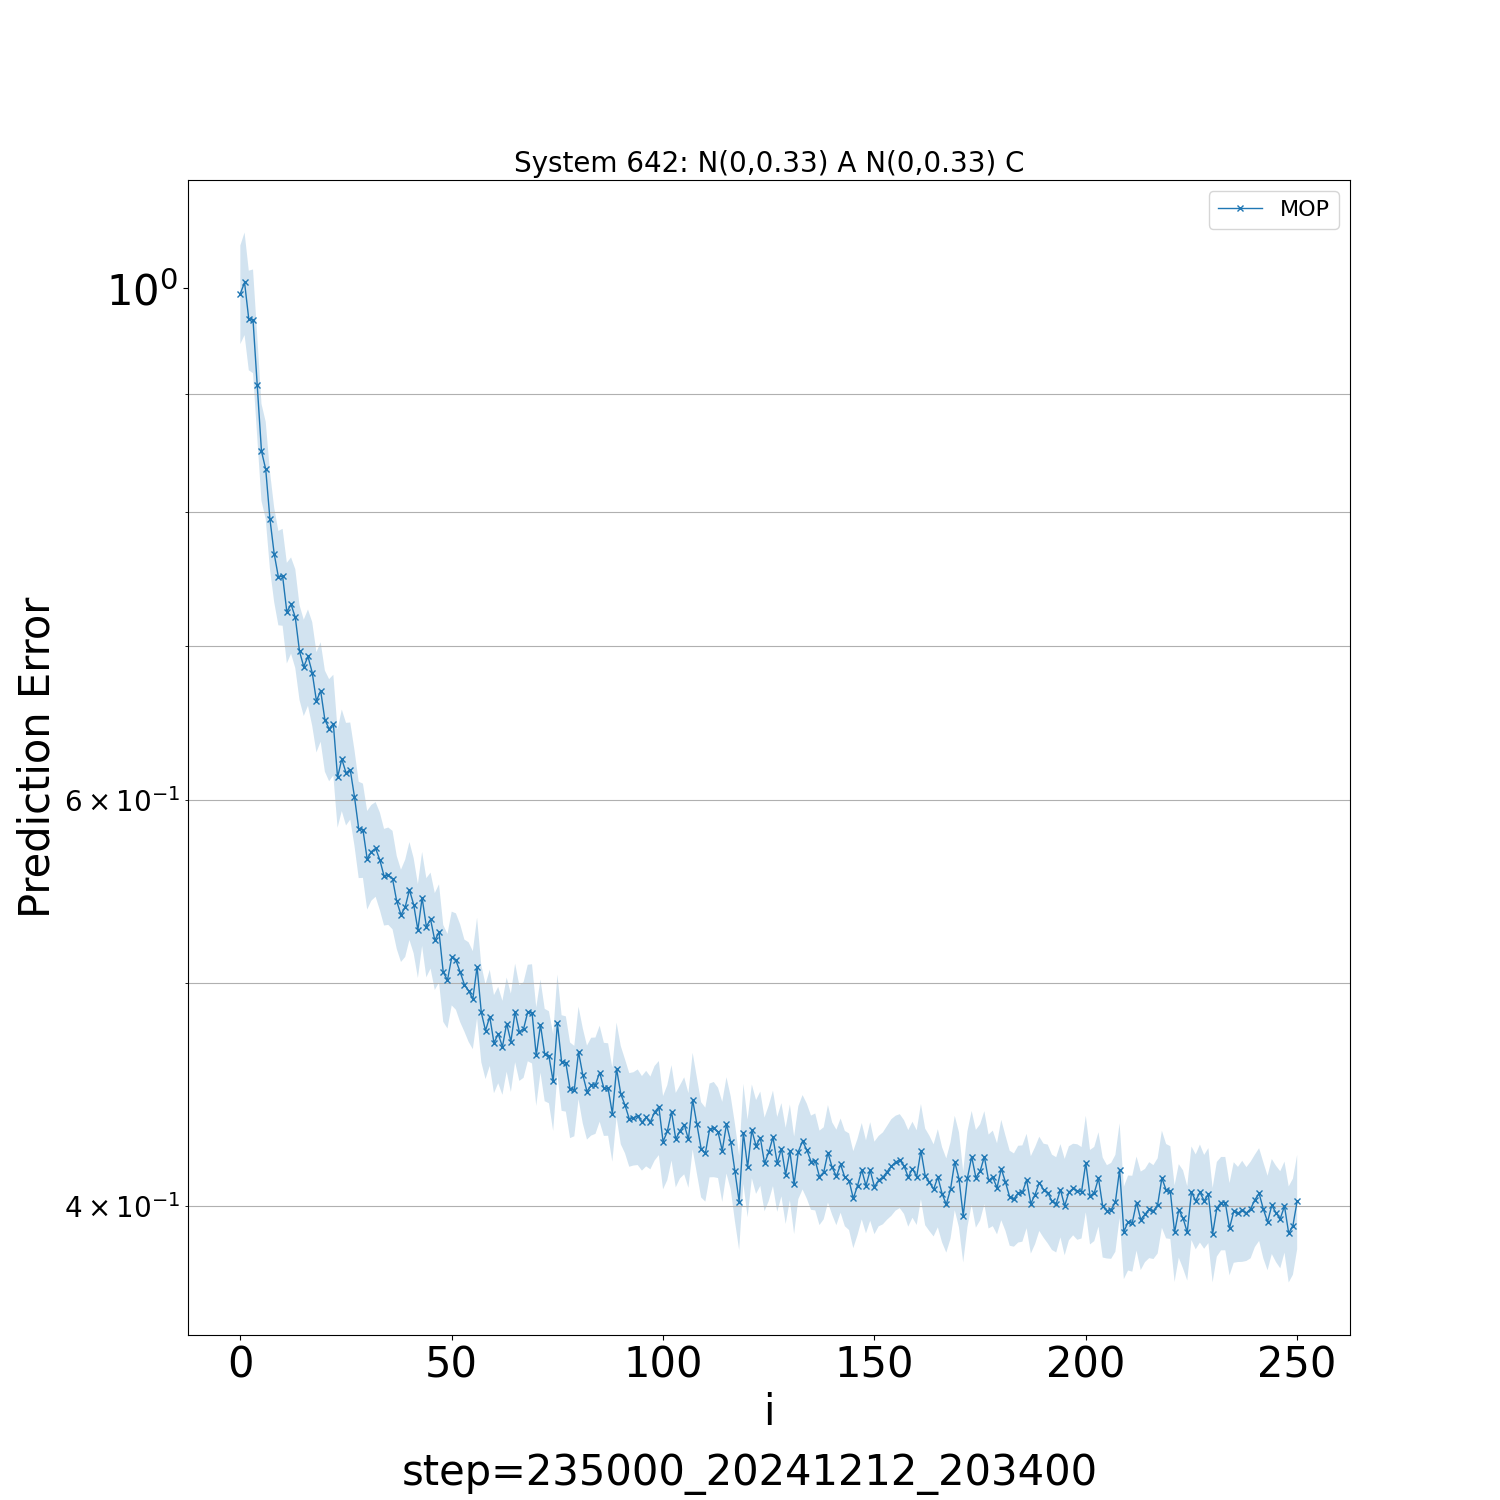 System 642: N(0,0.33) A N(0,0.33) C
MOP
10⁰
6 × 10⁻¹
4 × 10⁻¹
Prediction Error
0 50 100 150 200 250
i
step=235000_20241212_203400